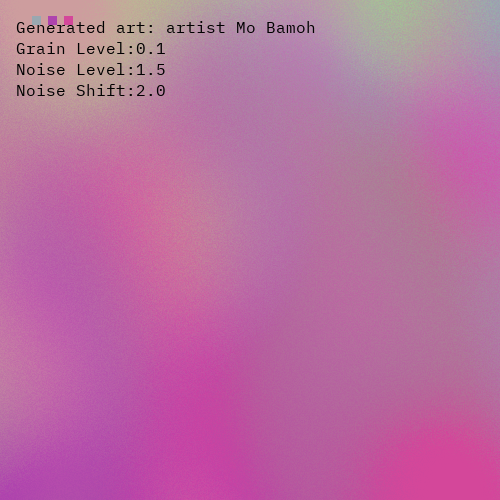 Generated art: artist Mo Bamoh
Grain Level:0.1
Noise Level:1.5
Noise Shift:2.0